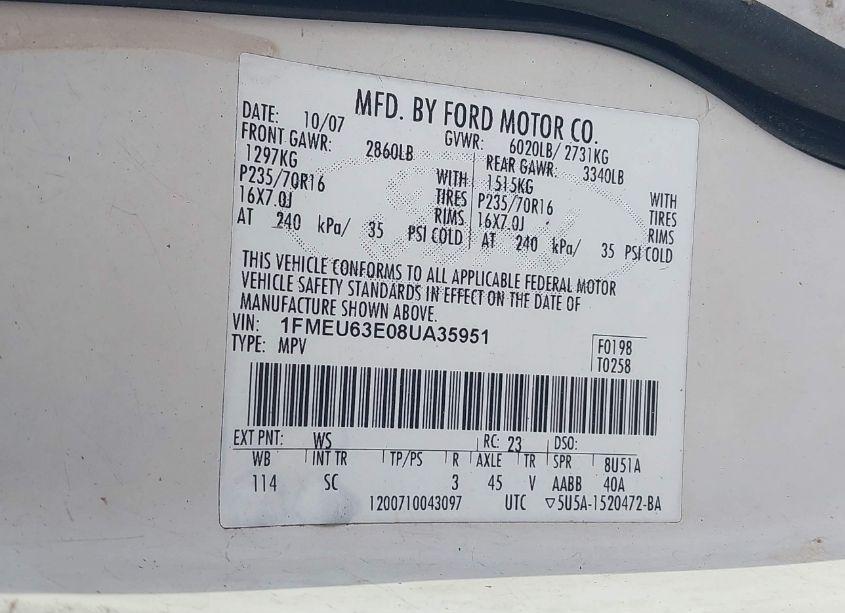 MFD. BY FORD MOTOR CO.
DATE: 10/07 GVWR: 6020LB/ 2731KG
FRONT GAWR: 2860LB REAR GAWR: 3340LB
1297KG WITH 1515KG WITH
P235/70R16 TIRES P235/70R16 TIRES
16X7.0J RIMS 16X7.0J RIMS
AT 240 kPa/ 35 PSI COLD AT 240 kPa/ 35 PSI COLD
THIS VEHICLE CONFORMS TO ALL APPLICABLE FEDERAL MOTOR
VEHICLE SAFETY STANDARDS IN EFFECT ON THE DATE OF
MANUFACTURE SHOWN ABOVE.
VIN: 1FMEU63E08UA35951
TYPE: MPV F0198
T0258
EXT PNT: WS RC: 23 DSO:
WB INT TR TP/PS R AXLE TR SPR 8U51A
114 SC 3 45 V AABB 40A
1200710043097 UTC ▽5U5A-1520472-BA